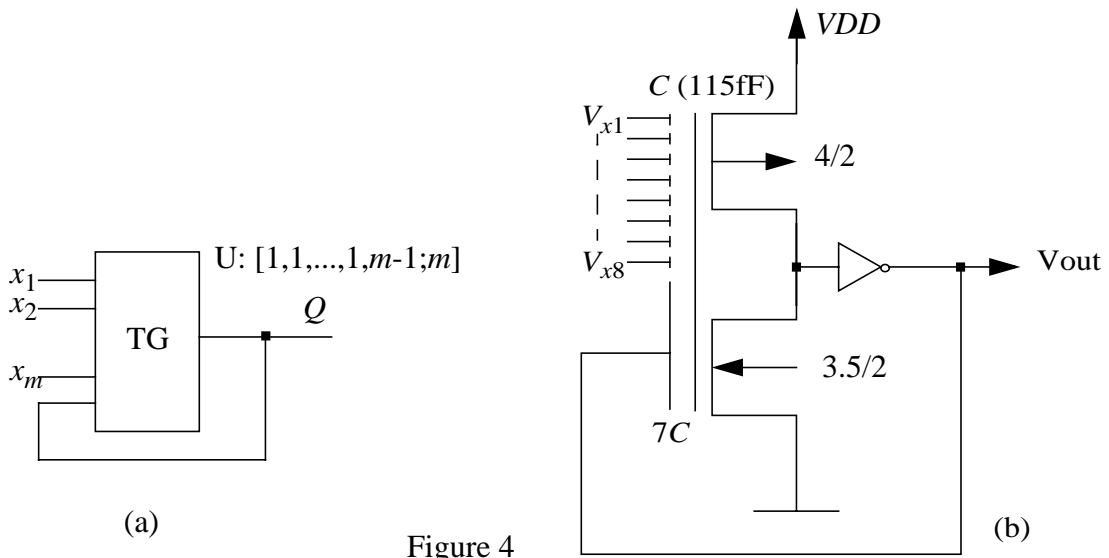 U: [1,1,...,1,m-1;m]
x1
x2
xm
TG
Q
(a)
VDD
C (115fF)
Vx1
Vx8
4/2
3.5/2
7C
Vout
(b)
Figure 4